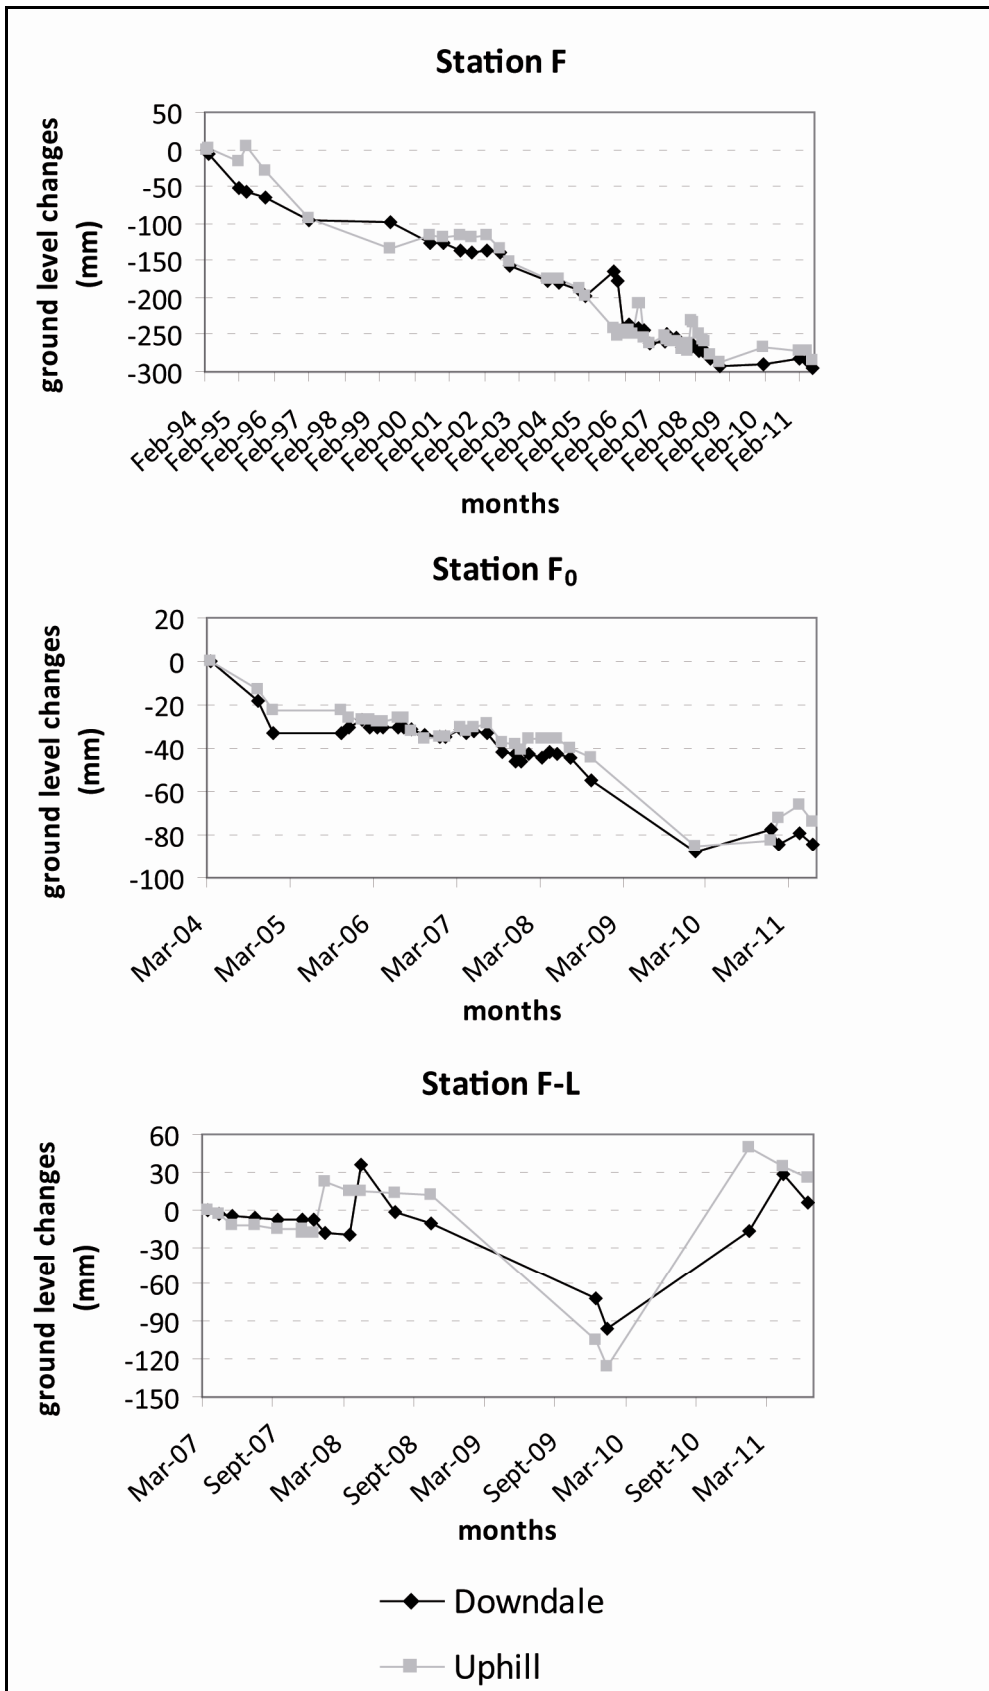 Station F
ground level changes
(mm)
50
0
-50
-100
-150
-200
-250
-300
Feb-94
Feb-95
Feb-96
Feb-97
Feb-98
Feb-99
Feb-00
Feb-01
Feb-02
Feb-03
Feb-04
Feb-05
Feb-06
Feb-07
Feb-08
Feb-09
Feb-10
Feb-11
months
Station F₀
ground level changes
(mm)
20
0
-20
-40
-60
-80
-100
Mar-04
Mar-05
Mar-06
Mar-07
Mar-08
Mar-09
Mar-10
Mar-11
months
Station F-L
ground level changes
(mm)
60
30
0
-30
-60
-90
-120
-150
Mar-07
Sept-07
Mar-08
Sept-08
Mar-09
Sept-09
Mar-10
Sept-10
Mar-11
months
Downdale
Uphill